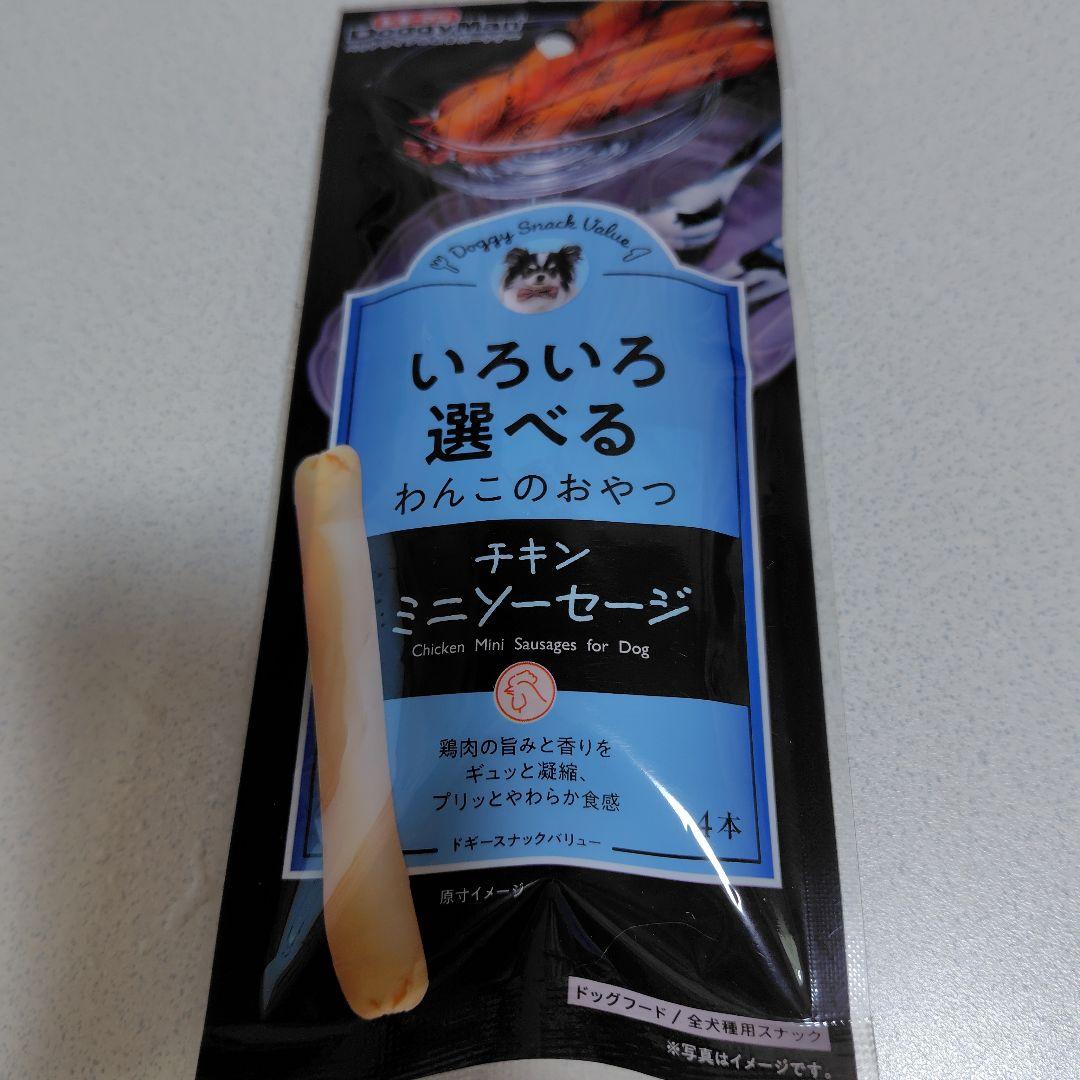 DoggyMan
Doggy Snack Value
いろいろ
選べる
わんこのおやつ
チキン
ミニソーセージ
Chicken Mini Sausages for Dog
鶏肉の旨みと香りを
ギュッと凝縮、
プリッとやわらか食感
4本
ドギースナックバリュー
原寸イメージ
ドッグフード/全犬種用スナック
※写真はイメージです。